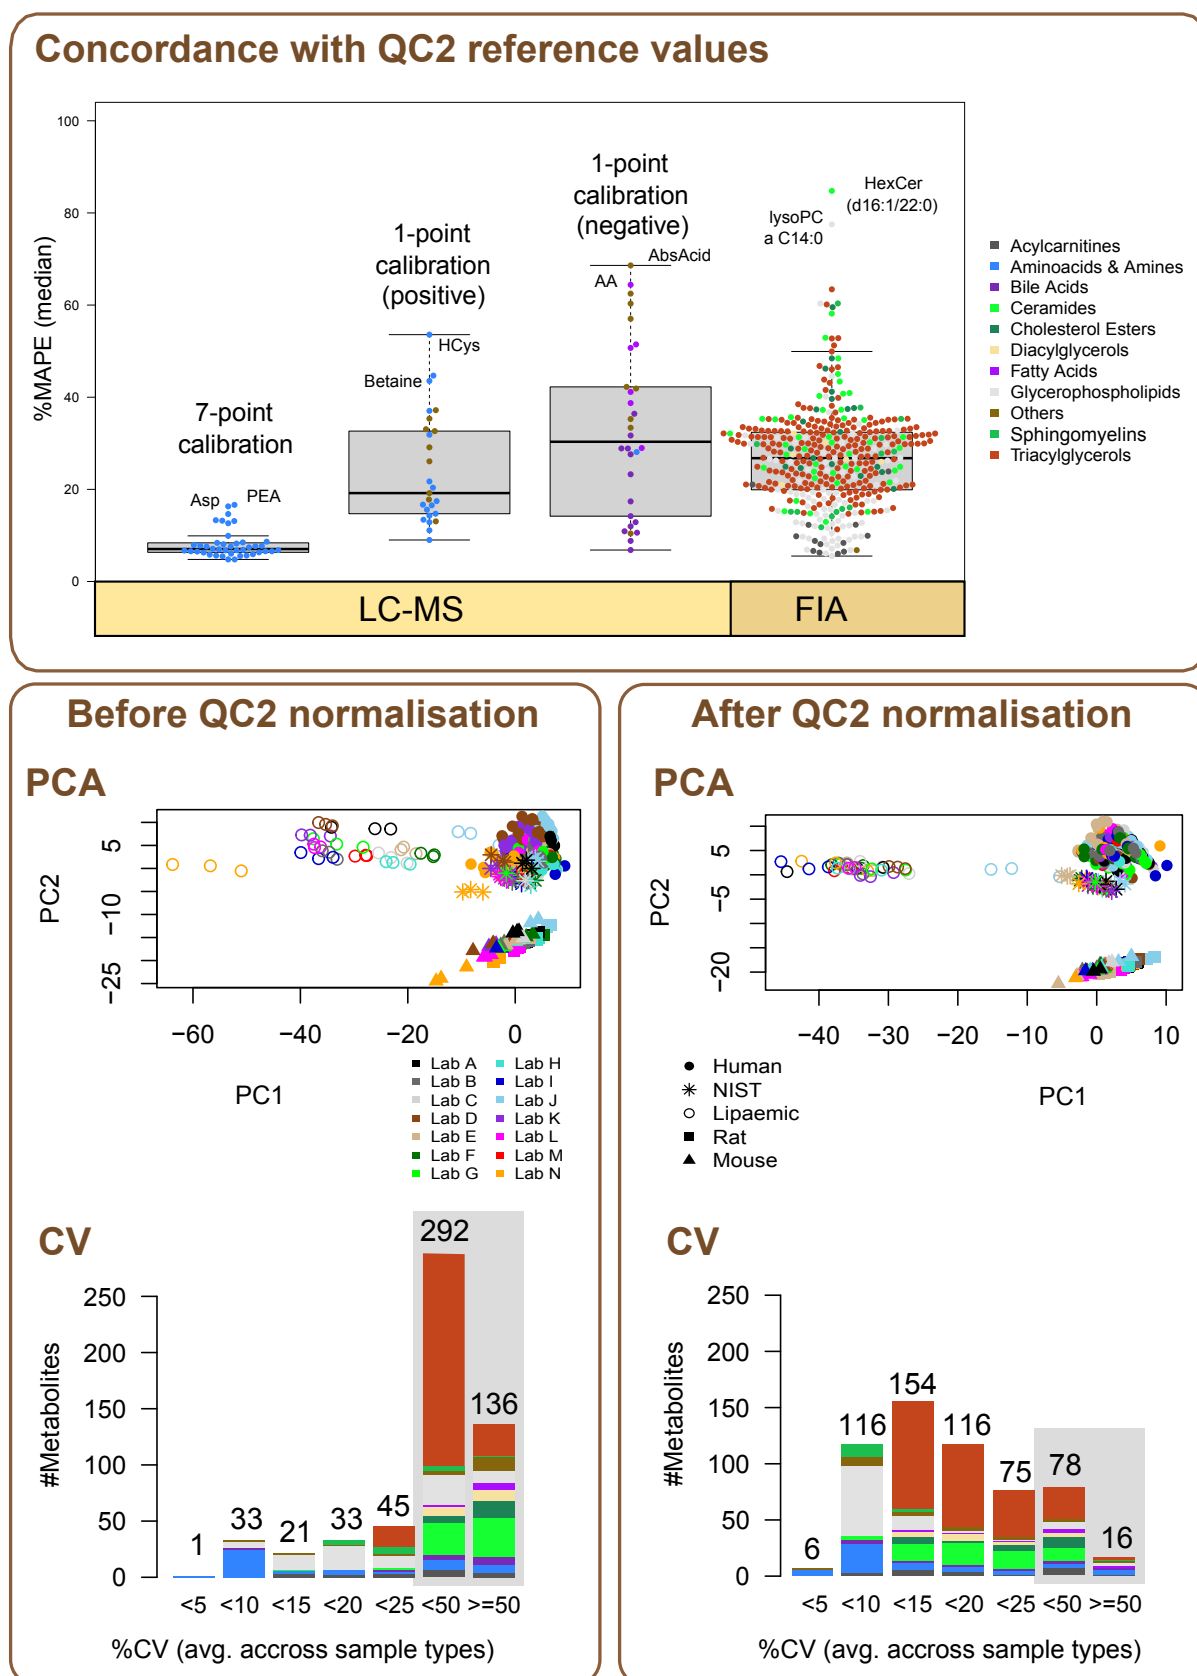 Concordance with QC2 reference values
%MAPE (median)
100
80
60
40
20
0
7-point
calibration
Asp
PEA
1-point
calibration
(positive)
HCys
Betaine
1-point
calibration
(negative)
AbsAcid
AA
HexCer
(d16:1/22:0)
lysoPC
a C14:0
Acylcarnitines
Aminoacids & Amines
Bile Acids
Ceramides
Cholesterol Esters
Diacylglycerols
Fatty Acids
Glycerophospholipids
Others
Sphingomyelins
Triacylglycerols
LC-MS
FIA
Before QC2 normalisation
PCA
PC2
5
−10
−25
−60
−40
−20
0
PC1
Lab A
Lab B
Lab C
Lab D
Lab E
Lab F
Lab G
Lab H
Lab I
Lab J
Lab K
Lab L
Lab M
Lab N
CV
#Metabolites
250
200
150
100
50
0
1
33
21
33
45
292
136
<5
<10
<15
<20
<25
<50
>=50
%CV (avg. accross sample types)
After QC2 normalisation
PCA
PC2
5
−5
−20
−40
−30
−20
−10
0
10
PC1
Human
NIST
Lipaemic
Rat
Mouse
CV
#Metabolites
250
200
150
100
50
0
6
116
154
116
75
78
16
<5
<10
<15
<20
<25
<50
>=50
%CV (avg. accross sample types)